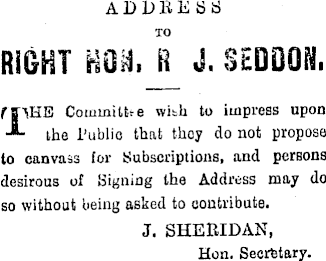 ADDRESS
TO
RIGHT HON. R J. SEDDON.
THE Committee wish to impress upon
the Public that they do not propose
to canvass for Subscriptions, and persons
desirous of Signing the Address may do
so without being asked to contribute.
J. SHERIDAN,
Hon. Secretary.